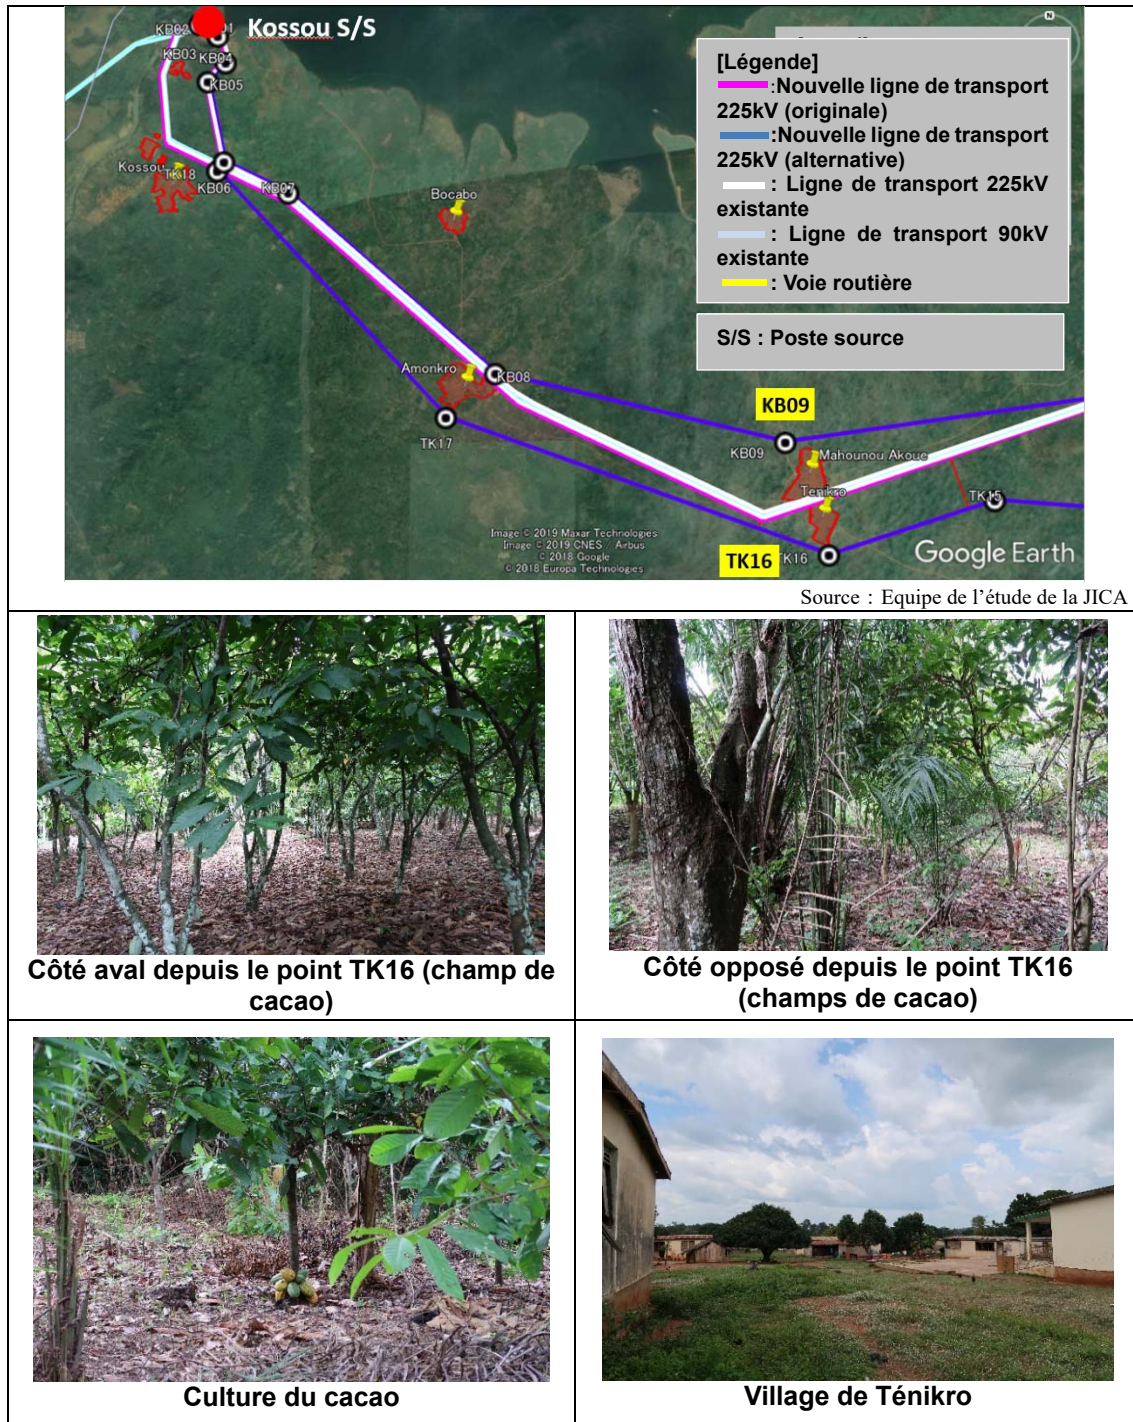 Kossou S/S
KB02
KB03
KB04
KB05
Kossou
TK18
KB06
KB07
Bocabo
[Légende]
:Nouvelle ligne de transport
225kV (originale)
:Nouvelle ligne de transport
225kV (alternative)
: Ligne de transport 225kV
existante
: Ligne de transport 90kV
existante
: Voie routière
S/S : Poste source
Amonkro
KB08
TK17
KB09
KB09
Mahounou Akoue
Tenikro
TK15
TK16
TK16
Image © 2019 Maxar Technologies
Image © 2019 CNES / Airbus
© 2018 Google
© 2018 Europa Technologies
Google Earth
Source : Equipe de l'étude de la JICA
Côté aval depuis le point TK16 (champ de
cacao)
Côté opposé depuis le point TK16
(champs de cacao)
Culture du cacao
Village de Ténikro